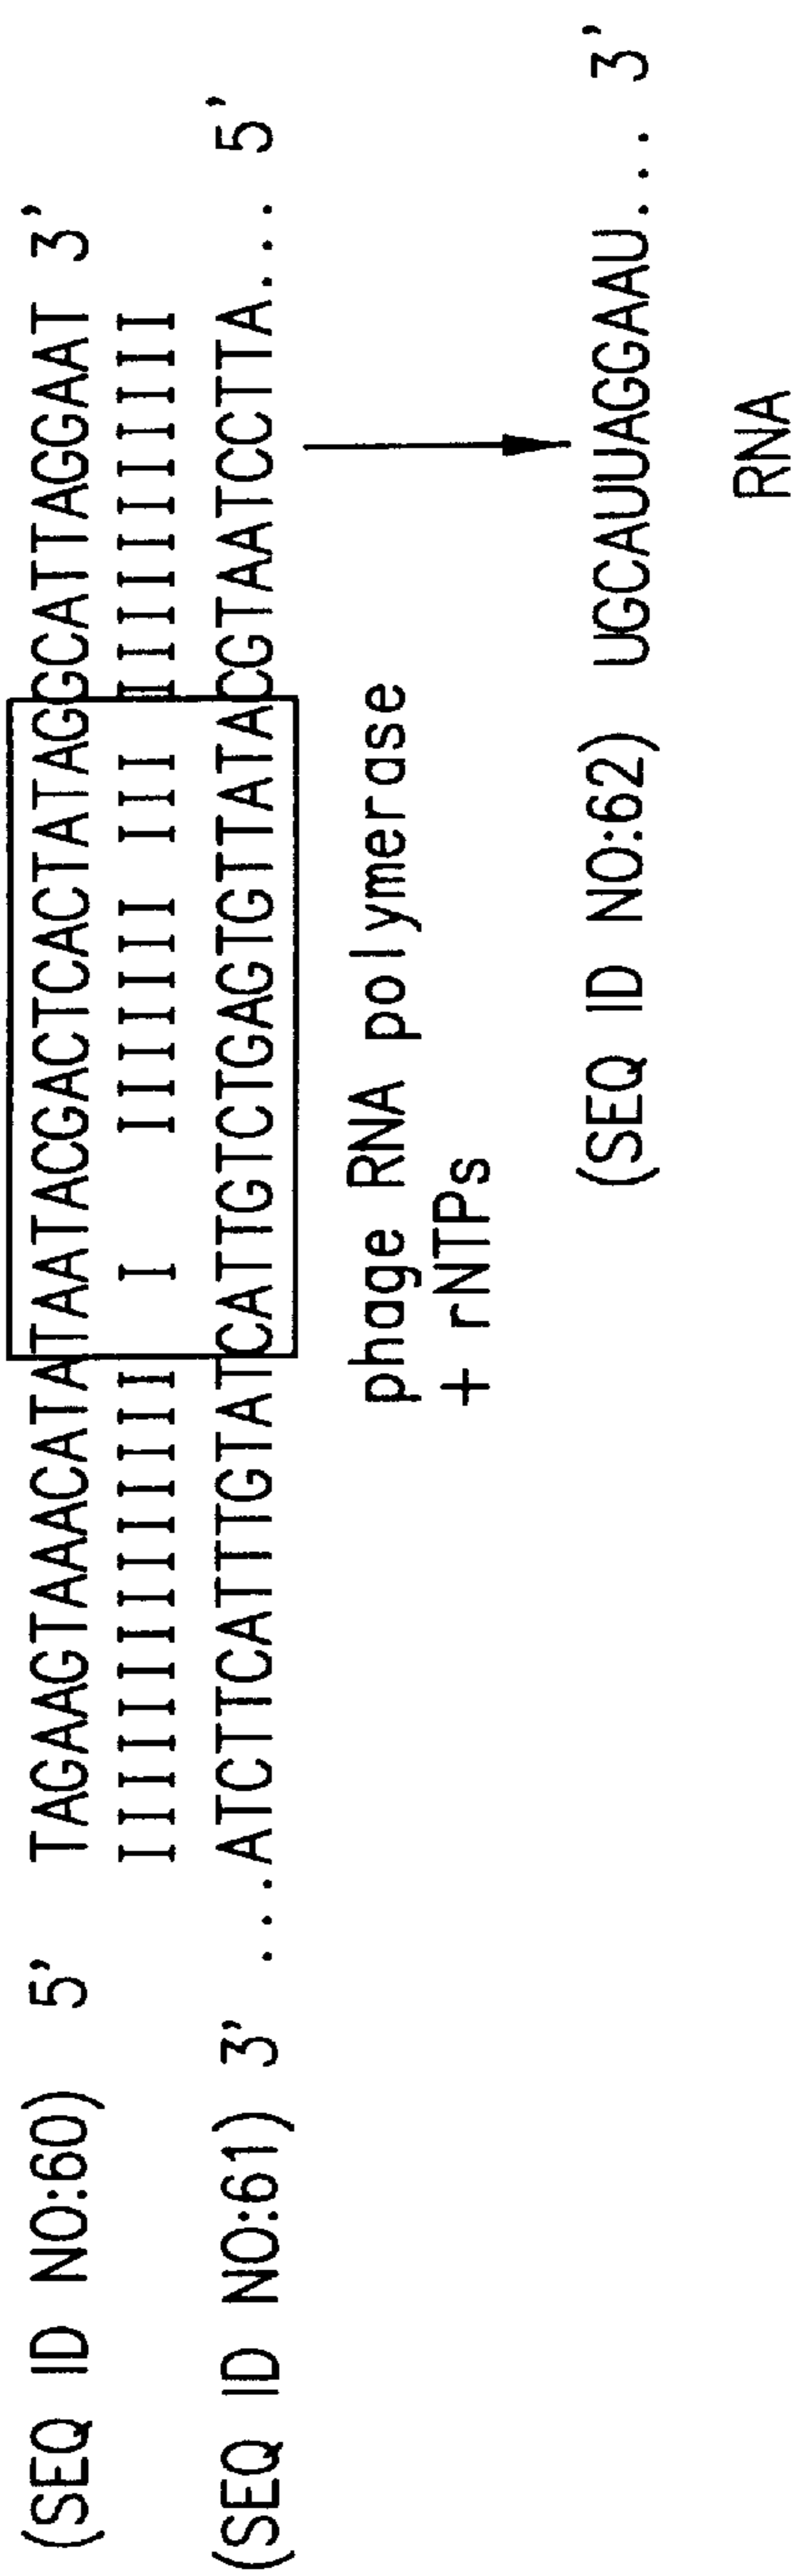 (SEQ ID NO:60) 5' TAGAAGTAAACATATAATACGACTCACTATAGGCATTAGGAAT 3'
IIIIIIIIIIIIII  I   IIIIIII III IIIIIIIIIII
(SEQ ID NO:61) 3' ...ATCTTCATTTGTATCATTGTCTGAGTGTTATACGTAATCCTTA... 5'
phage RNA polymerase
+ rNTPs
(SEQ ID NO:62) UGCAUUAGGAAU... 3'
RNA